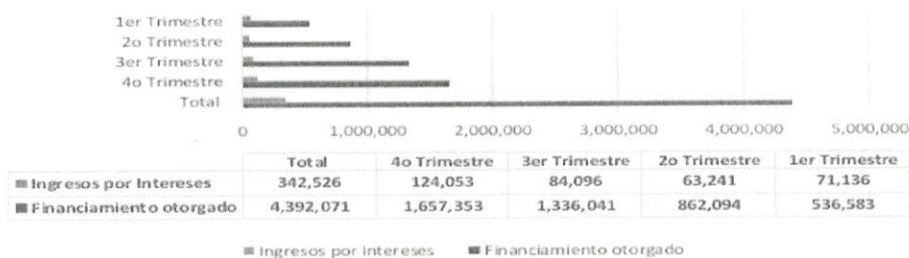 1er Trimestre
2o Trimestre
3er Trimestre
4o Trimestre
Total
0 1,000,000 2,000,000 3,000,000 4,000,000 5,000,000
Total 4o Trimestre 3er Trimestre 2o Trimestre 1er Trimestre
Ingresos por Intereses 342,526 124,053 84,096 63,241 71,136
Financiamiento otorgado 4,392,071 1,657,353 1,336,041 862,094 536,583
Ingresos por Intereses Financiamiento otorgado